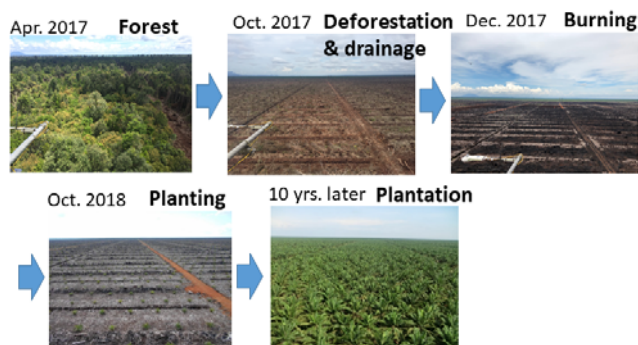 Apr. 2017 Forest
Oct. 2017 Deforestation
& drainage
Dec. 2017 Burning
Oct. 2018 Planting
10 yrs. later Plantation